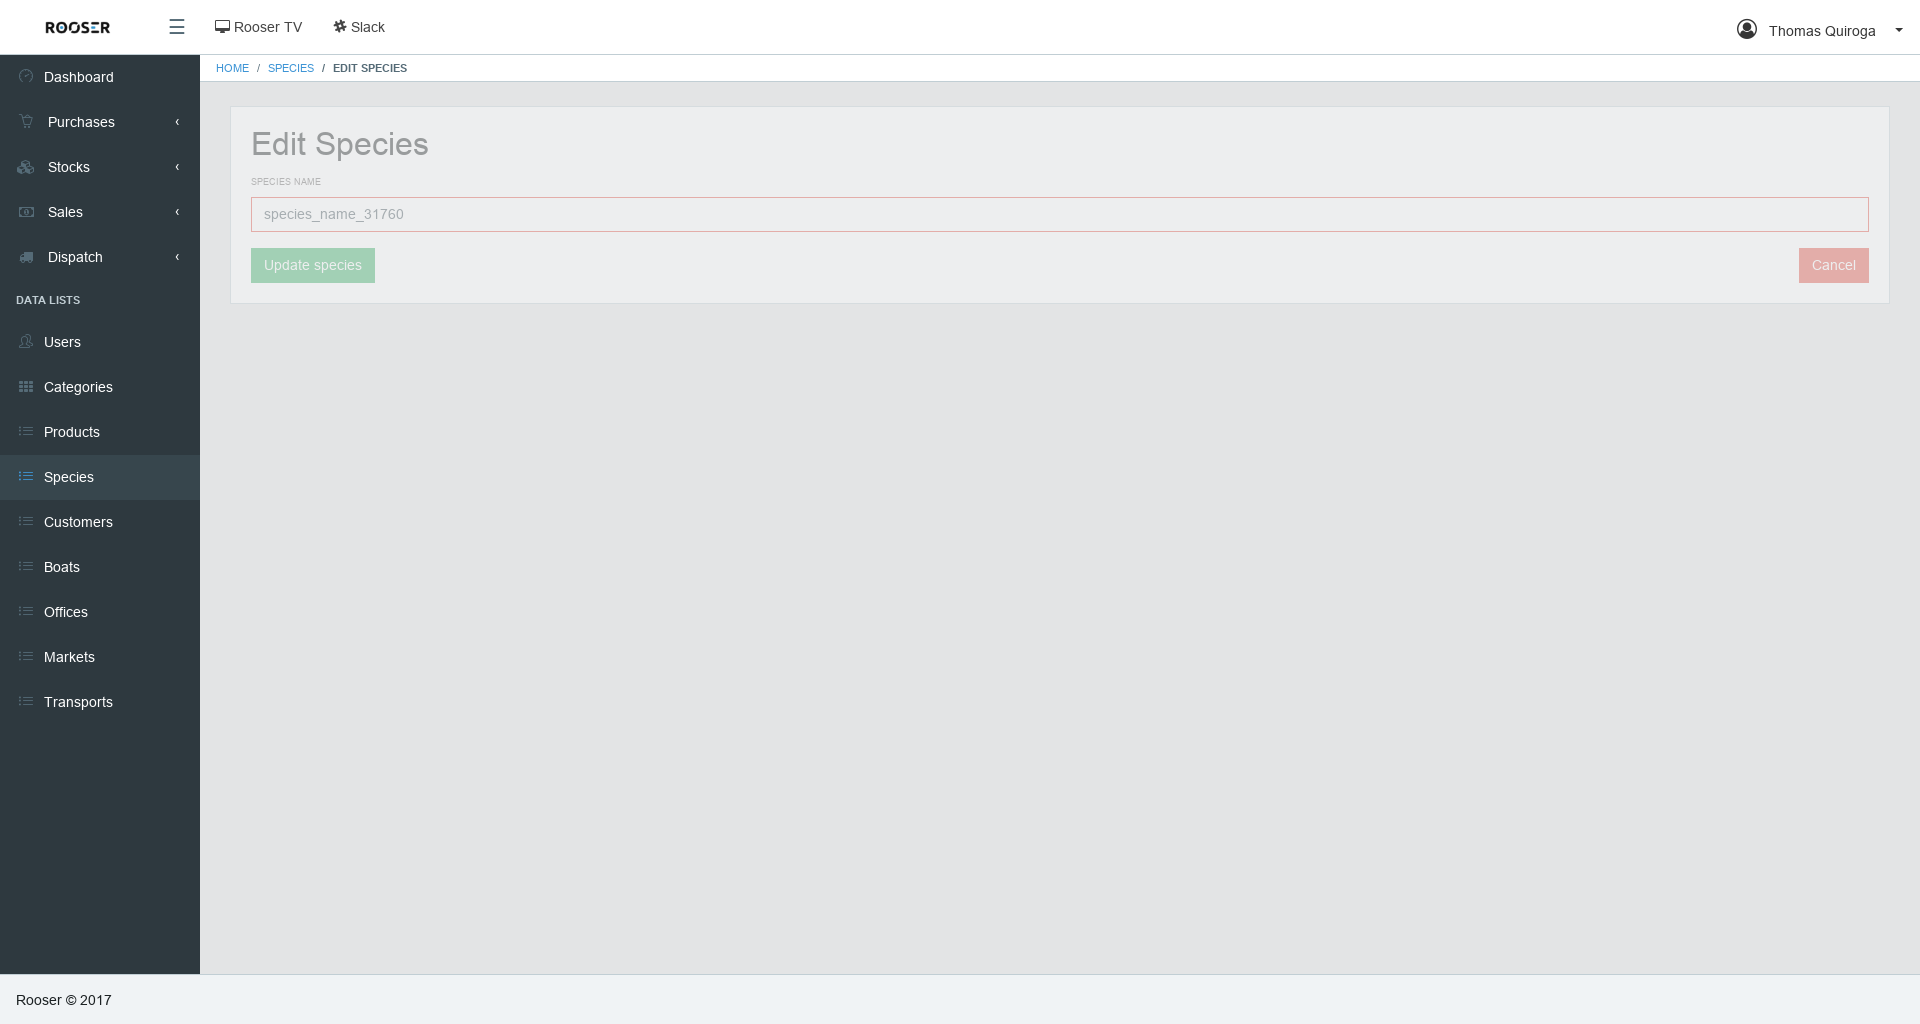 ROOSER
Rooser TV
Slack
Thomas Quiroga
HOME / SPECIES / EDIT SPECIES
Dashboard
Purchases
Stocks
Sales
Dispatch
DATA LISTS
Users
Categories
Products
Species
Customers
Boats
Offices
Markets
Transports
Edit Species
SPECIES NAME
species_name_31760
Update species
Cancel
Rooser © 2017